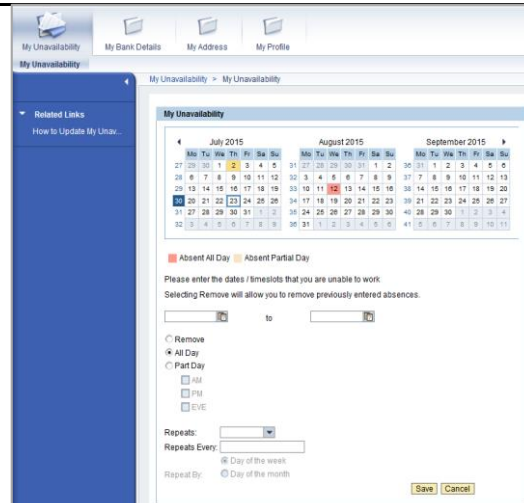 My Unavailability My Bank Details My Address My Profile
My Unavailability
My Unavailability > My Unavailability
Related Links
How to Update My Unav...
My Unavailability
July 2015 August 2015 September 2015
Mo Tu We Th Fr Sa Su Mo Tu We Th Fr Sa Su Mo Tu We Th Fr Sa Su
27 29 30 1 2 3 4 5 31 27 28 29 30 31 1 2 36 31 1 2 3 4 5 6
28 6 7 8 9 10 11 12 32 3 4 5 6 7 8 9 37 7 8 9 10 11 12 13
29 13 14 15 16 17 18 19 33 10 11 12 13 14 15 16 38 14 15 16 17 18 19 20
30 20 21 22 23 24 25 26 34 17 18 19 20 21 22 23 39 21 22 23 24 25 26 27
31 27 28 29 30 31 1 2 35 24 25 26 27 28 29 30 40 28 29 30 1 2 3 4
32 3 4 5 6 7 8 9 36 31 1 2 3 4 5 6 41 5 6 7 8 9 10 11
Absent All Day Absent Partial Day
Please enter the dates / timeslots that you are unable to work
Selecting Remove will allow you to remove previously entered absences.
to
Remove
All Day
Part Day
AM
PM
EVE
Repeats:
Repeats Every:
Day of the week
Repeat By: Day of the month
Save Cancel